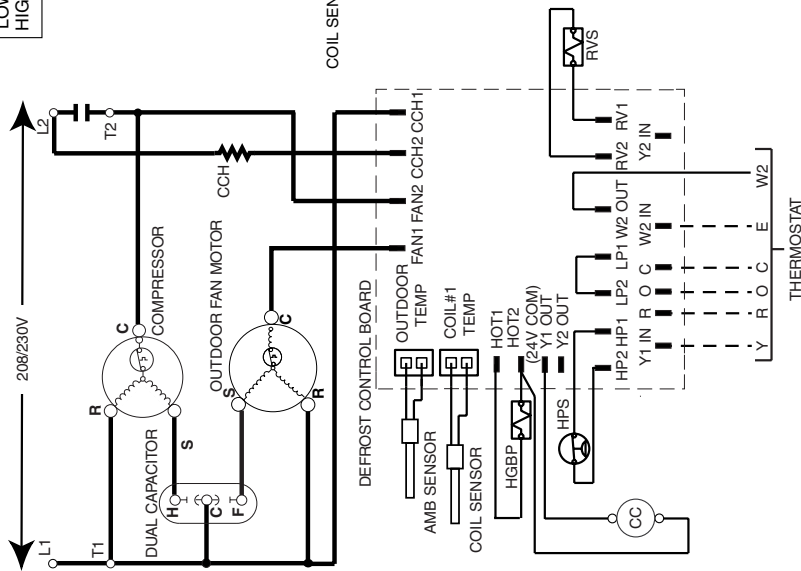 LOW
HIG
COIL SEN
208/230V
L1
L2
T1
T2
CCH
COMPRESSOR
R
C
S
DUAL CAPACITOR
H
C
F
OUTDOOR FAN MOTOR
S
C
R
DEFROST CONTROL BOARD
FAN1 FAN2 CCH2 CCH1
OUTDOOR
TEMP
COIL#1
TEMP
AMB SENSOR
COIL SENSOR
HOT1
HOT2
(24V COM)
Y1 OUT
Y2 OUT
HGBP
HPS
CC
RVS
HP2 HP1 LP2 LP1 W2 OUT RV2 RV1
Y1 IN R O C W2 IN Y2 IN
Y R O C E W2
THERMOSTAT